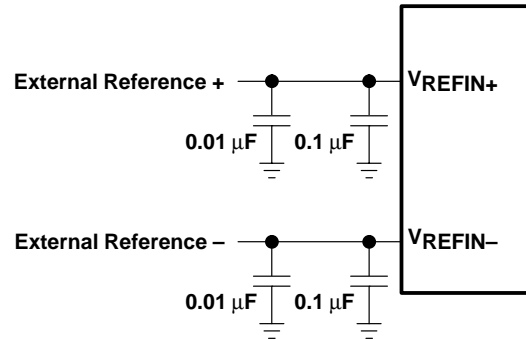 External Reference +
VREFIN+
0.01 μF
0.1 μF
External Reference –
VREFIN–
0.01 μF
0.1 μF